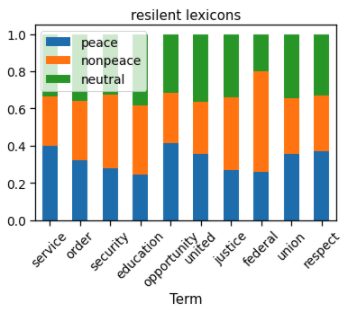 resilent lexicons
1.0
0.8
0.6
0.4
0.2
0.0
peace
nonpeace
neutral
service
order
security
education
opportunity
united
justice
federal
union
respect
Term